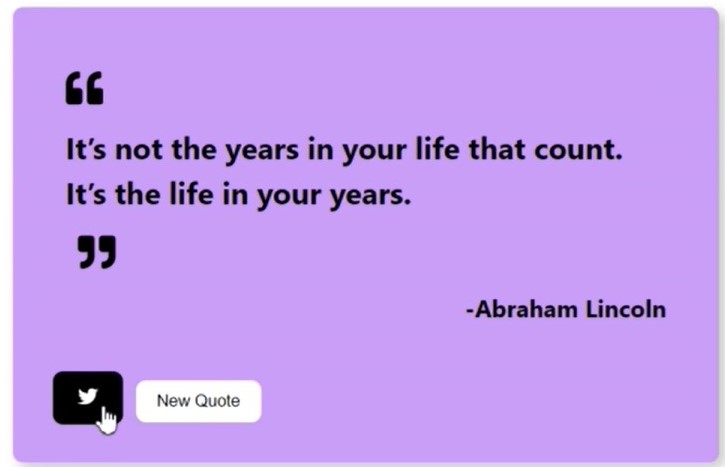 “
It’s not the years in your life that count.
It’s the life in your years.
”
-Abraham Lincoln
New Quote